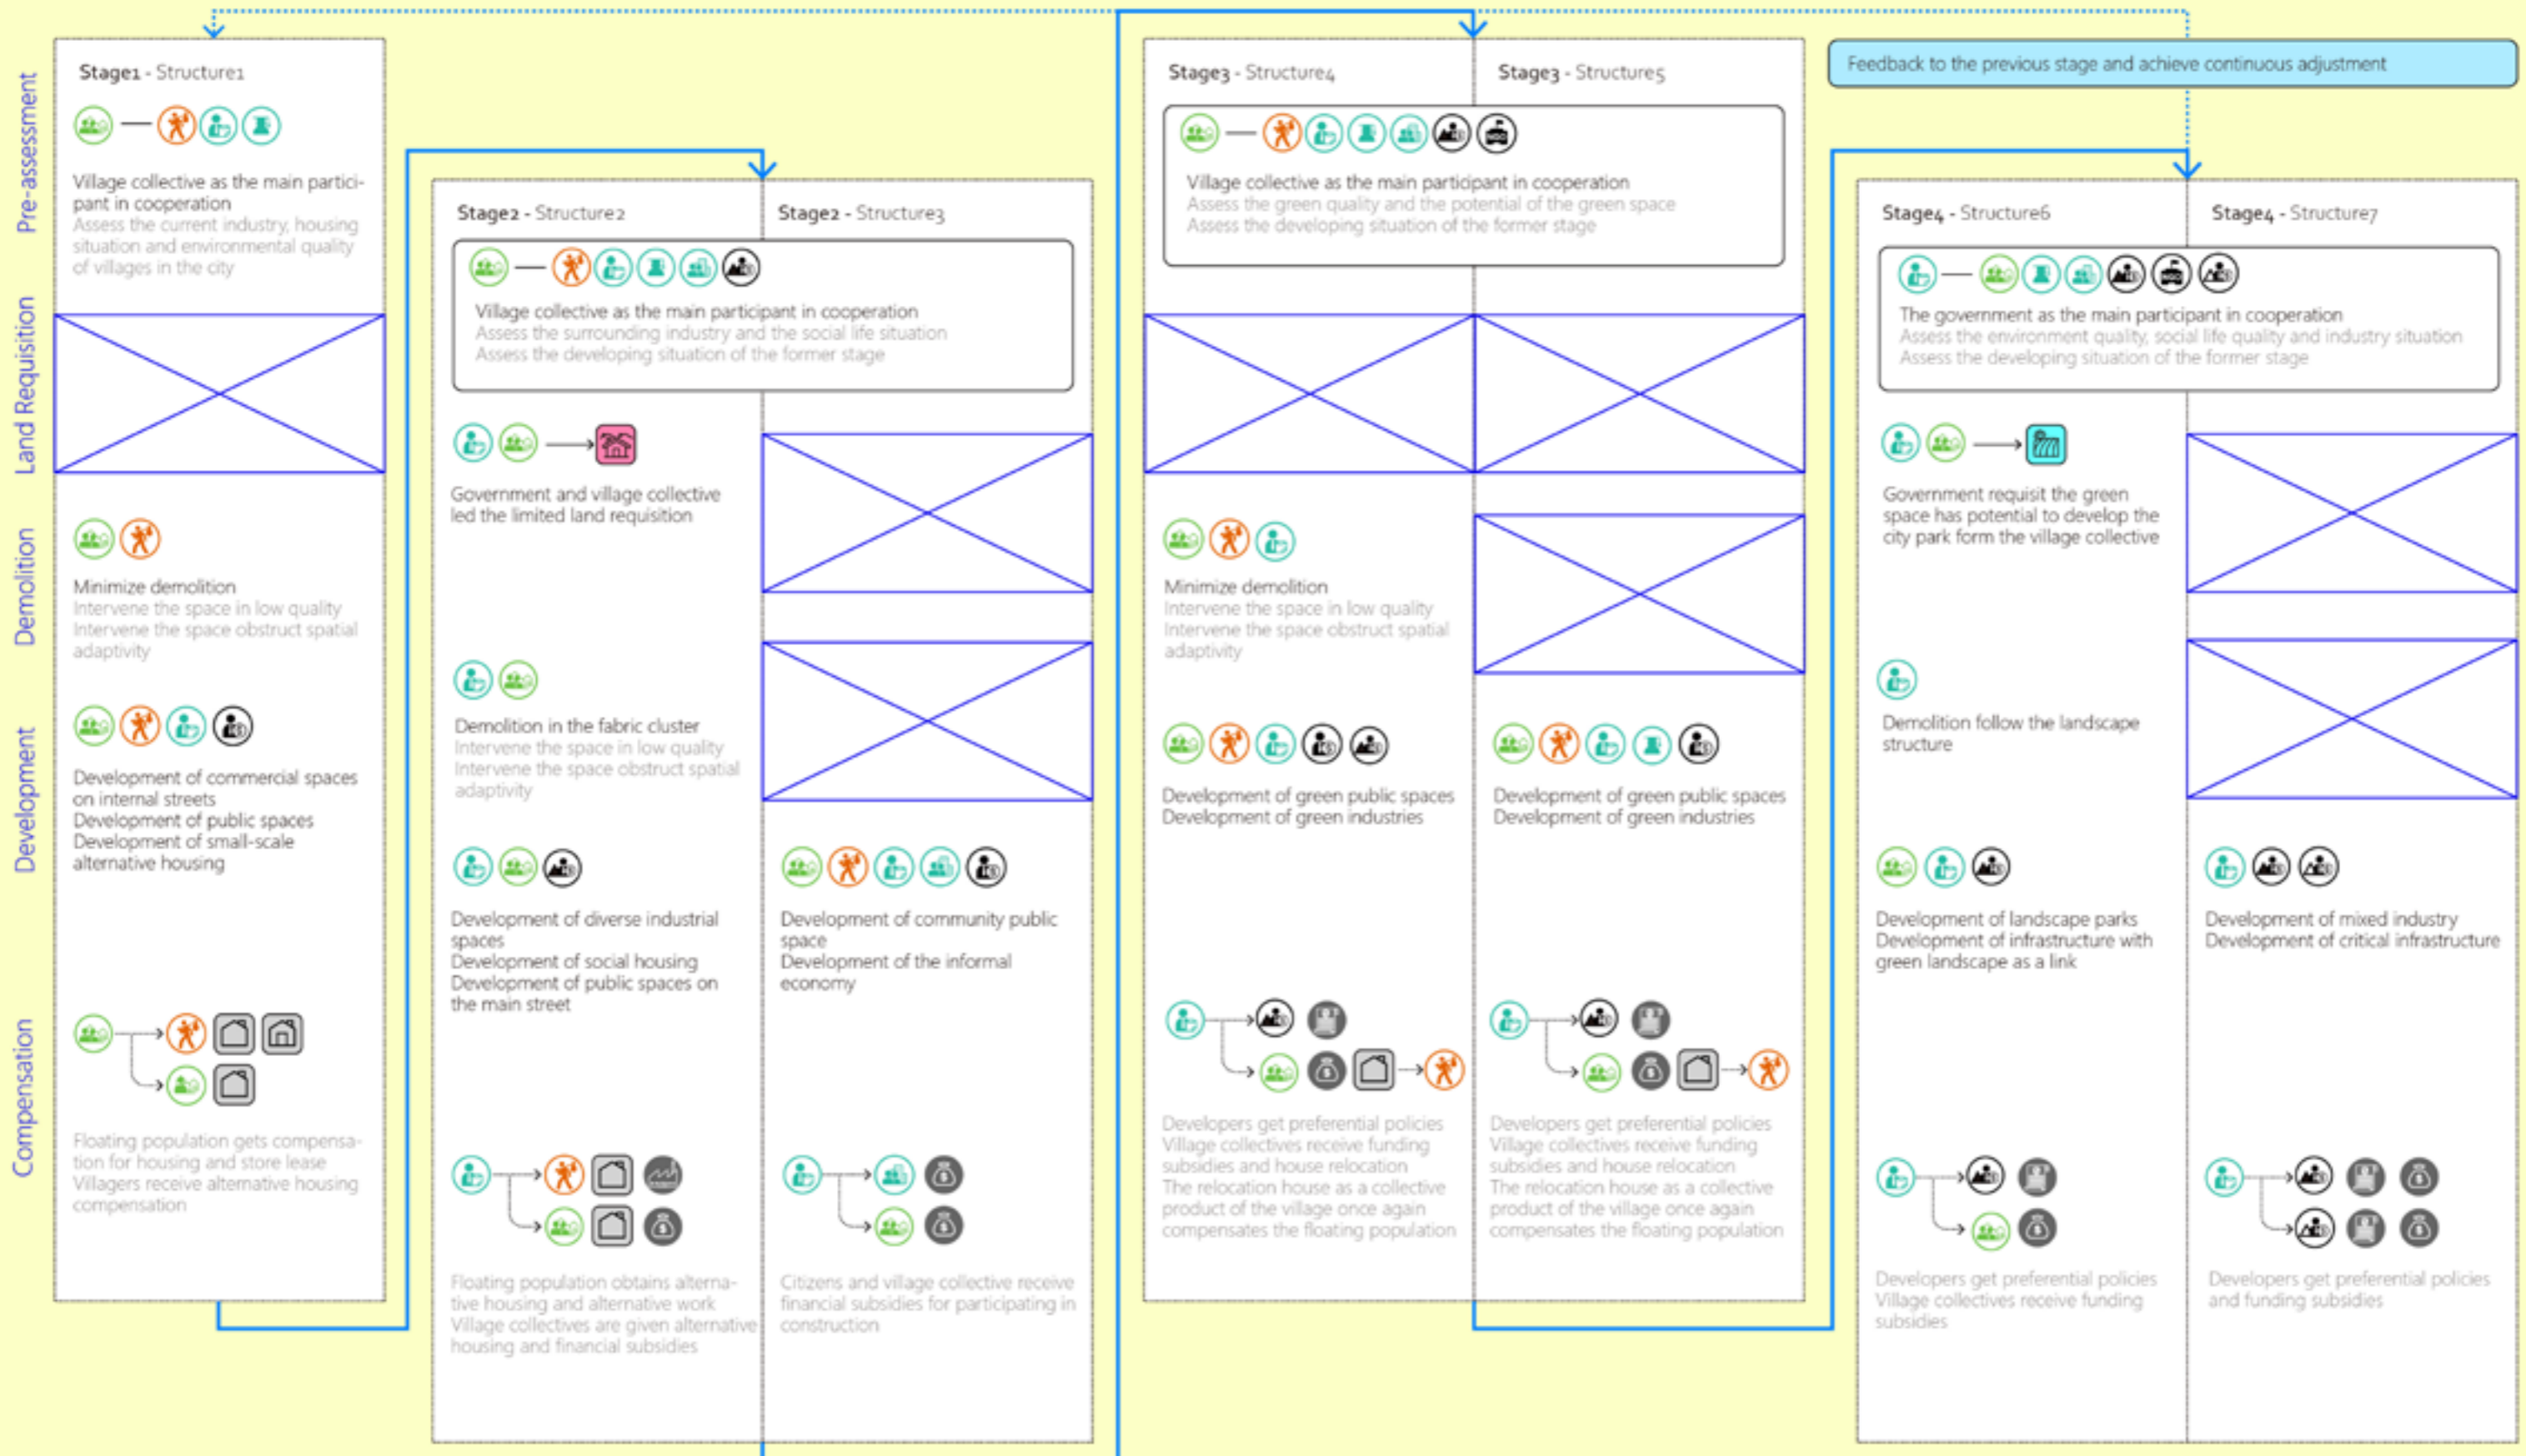 Pre-assessment
Land Requisition
Demolition
Development
Compensation
Stage1 - Structure1
Village collective as the main partici-
pant in cooperation
Assess the current industry, housing
situation and environmental quality
of villages in the city
Minimize demolition
Intervene the space in low quality
Intervene the space obstruct spatial
adaptivity
Development of commercial spaces
on internal streets
Development of public spaces
Development of small-scale
alternative housing
Floating population gets compensa-
tion for housing and store lease
Villagers receive alternative housing
compensation
Stage2 - Structure2
Stage2 - Structure3
Village collective as the main participant in cooperation
Assess the surrounding industry and the social life situation
Assess the developing situation of the former stage
Government and village collective
led the limited land requisition
Demolition in the fabric cluster
Intervene the space in low quality
Intervene the space obstruct spatial
adaptivity
Development of diverse industrial
spaces
Development of social housing
Development of public spaces on
the main street
Floating population obtains alterna-
tive housing and alternative work
Village collectives are given alternative
housing and financial subsidies
Development of community public
space
Development of the informal
economy
Citizens and village collective receive
financial subsidies for participating in
construction
Stage3 - Structure4
Stage3 - Structure5
NGO
Village collective as the main participant in cooperation
Assess the green quality and the potential of the green space
Assess the developing situation of the former stage
Minimize demolition
Intervene the space in low quality
Intervene the space obstruct spatial
adaptivity
Development of green public spaces
Development of green industries
Developers get preferential policies
Village collectives receive funding
subsidies and house relocation
The relocation house as a collective
product of the village once again
compensates the floating population
Development of green public spaces
Development of green industries
Developers get preferential policies
Village collectives receive funding
subsidies and house relocation
The relocation house as a collective
product of the village once again
compensates the floating population
Feedback to the previous stage and achieve continuous adjustment
Stage4 - Structure6
Stage4 - Structure7
NGO
The government as the main participant in cooperation
Assess the environment quality, social life quality and industry situation
Assess the developing situation of the former stage
Government requisit the green
space has potential to develop the
city park form the village collective
Demolition follow the landscape
structure
Development of landscape parks
Development of infrastructure with
green landscape as a link
Developers get preferential policies
Village collectives receive funding
subsidies
Development of mixed industry
Development of critical infrastructure
Developers get preferential policies
and funding subsidies